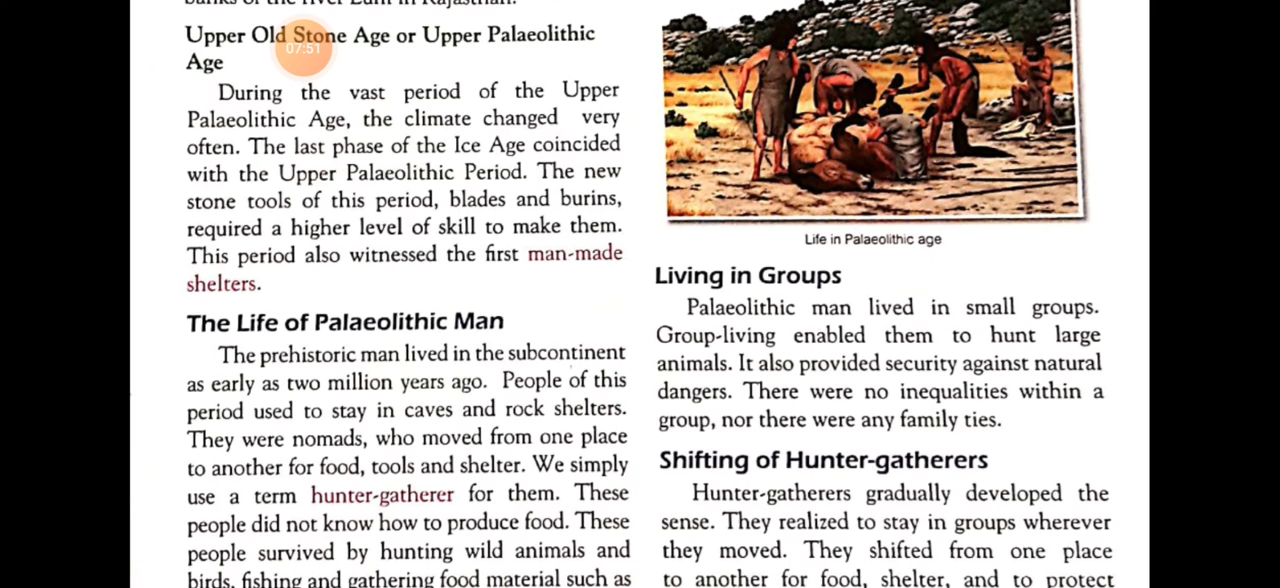 Upper Old Stone Age or Upper Palaeolithic
07:51
Age
During the vast period of the Upper
Palaeolithic Age, the climate changed very
often. The last phase of the Ice Age coincided
with the Upper Palaeolithic Period. The new
stone tools of this period, blades and burins,
required a higher level of skill to make them.
This period also witnessed the first man-made
shelters.
The Life of Palaeolithic Man
The prehistoric man lived in the subcontinent
as early as two million years ago. People of this
period used to stay in caves and rock shelters.
They were nomads, who moved from one place
to another for food, tools and shelter. We simply
use a term hunter-gatherer for them. These
people did not know how to produce food. These
people survived by hunting wild animals and
birds, fishing and gathering food material such as
Life in Palaeolithic age
Living in Groups
Palaeolithic man lived in small groups.
Group-living enabled them to hunt large
animals. It also provided security against natural
dangers. There were no inequalities within a
group, nor there were any family ties.
Shifting of Hunter-gatherers
Hunter-gatherers gradually developed the
sense. They realized to stay in groups wherever
they moved. They shifted from one place
to another for food, shelter, and to protect